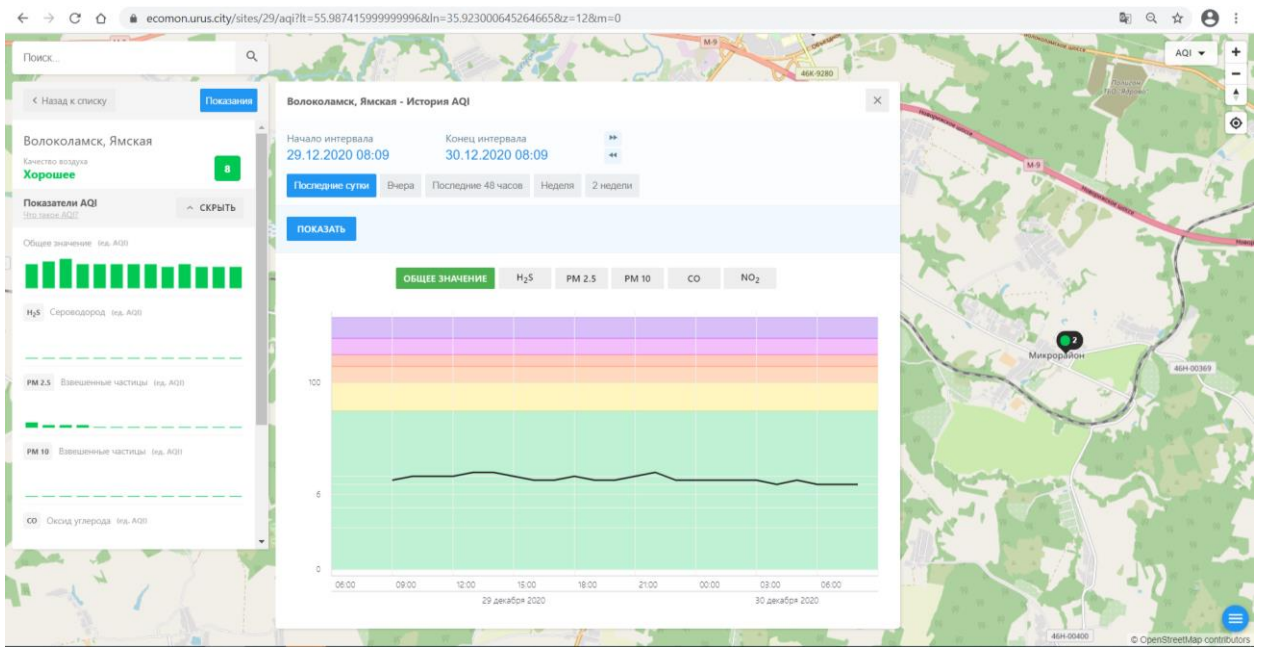 ecomon.urus.city/sites/29/aqi?lt=55.987415999999996&ln=35.923000645264665&z=12&m=0
Поиск...
Назад к списку
Показания
Волоколамск, Ямская
Качество воздуха
Хорошее
8
Показатели AQI
Что такое AQI?
СКРЫТЬ
Общее значение (ед. AQI)
H₂S Сероводород (ед. AQI)
PM 2.5 Взвешенные частицы (ед. AQI)
PM 10 Взвешенные частицы (ед. AQI)
CO Оксид углерода (ед. AQI)
Волоколамск, Ямская - История AQI
Начало интервала
29.12.2020 08:09
Конец интервала
30.12.2020 08:09
Последние сутки Вчера Последние 48 часов Неделя 2 недели
ПОКАЗАТЬ
ОБЩЕЕ ЗНАЧЕНИЕ H₂S PM 2.5 PM 10 CO NO₂
100
6
0
06:00 09:00 12:00 15:00 18:00 21:00 00:00 03:00 06:00
29 декабря 2020 30 декабря 2020
M-9
46К-9280
AQI
+
−
M-9
2
Микрорайон
46Н-00369
46Н-00400
© OpenStreetMap contributors